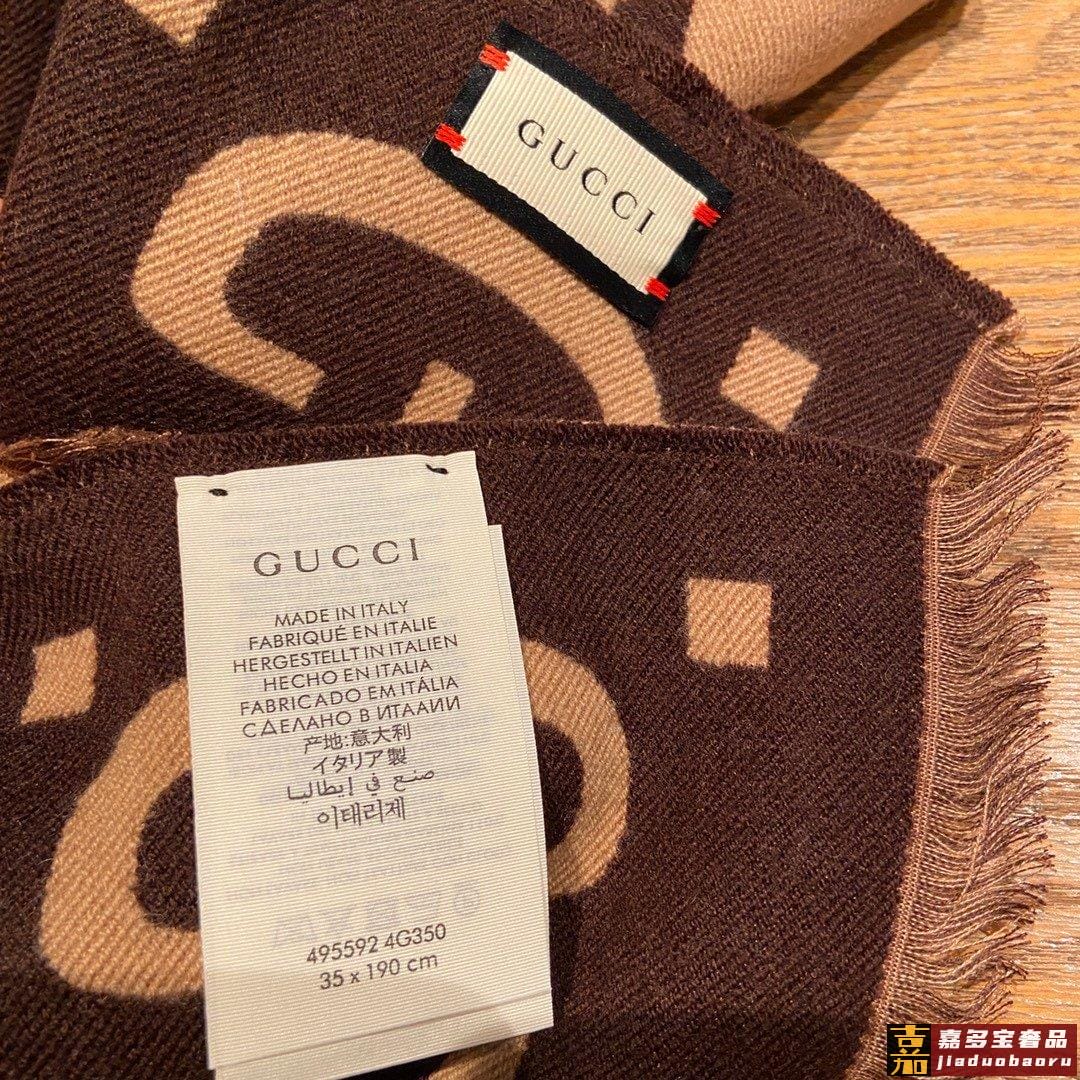 GUCCI
GUCCI
MADE IN ITALY
FABRIQUÉ EN ITALIE
HERGESTELLT IN ITALIEN
HECHO EN ITALIA
FABRICADO EM ITÁLIA
СДЕЛАНО В ИТАЛИИ
产地:意大利
イタリア製
صنع في إيطاليا
이태리제
495592 4G350
35 x 190 cm
嘉 嘉多宝奢品
jiaduobaoru